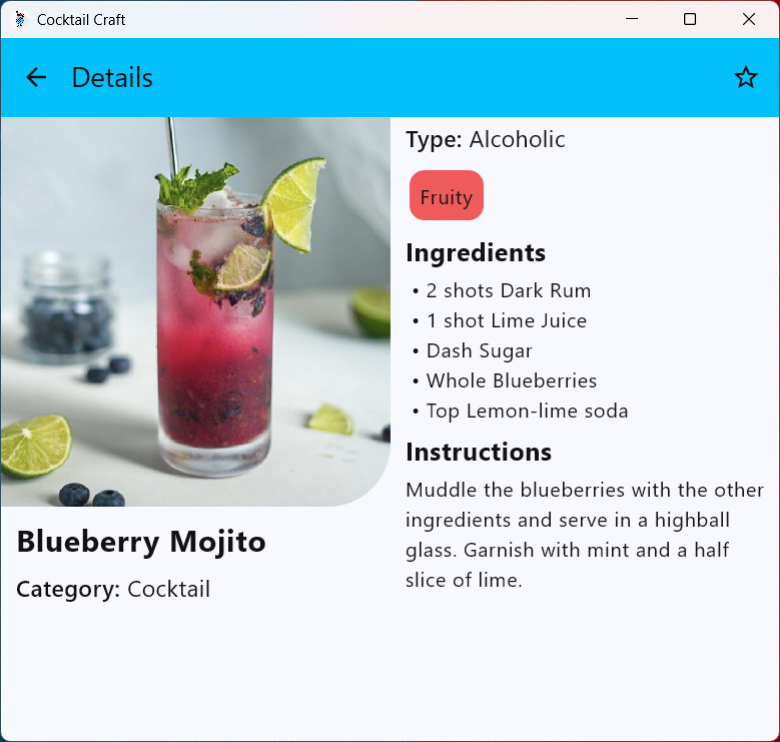 Cocktail Craft
Details
Blueberry Mojito
Category: Cocktail
Type: Alcoholic
Fruity
Ingredients
• 2 shots Dark Rum
• 1 shot Lime Juice
• Dash Sugar
• Whole Blueberries
• Top Lemon-lime soda
Instructions
Muddle the blueberries with the other
ingredients and serve in a highball
glass. Garnish with mint and a half
slice of lime.